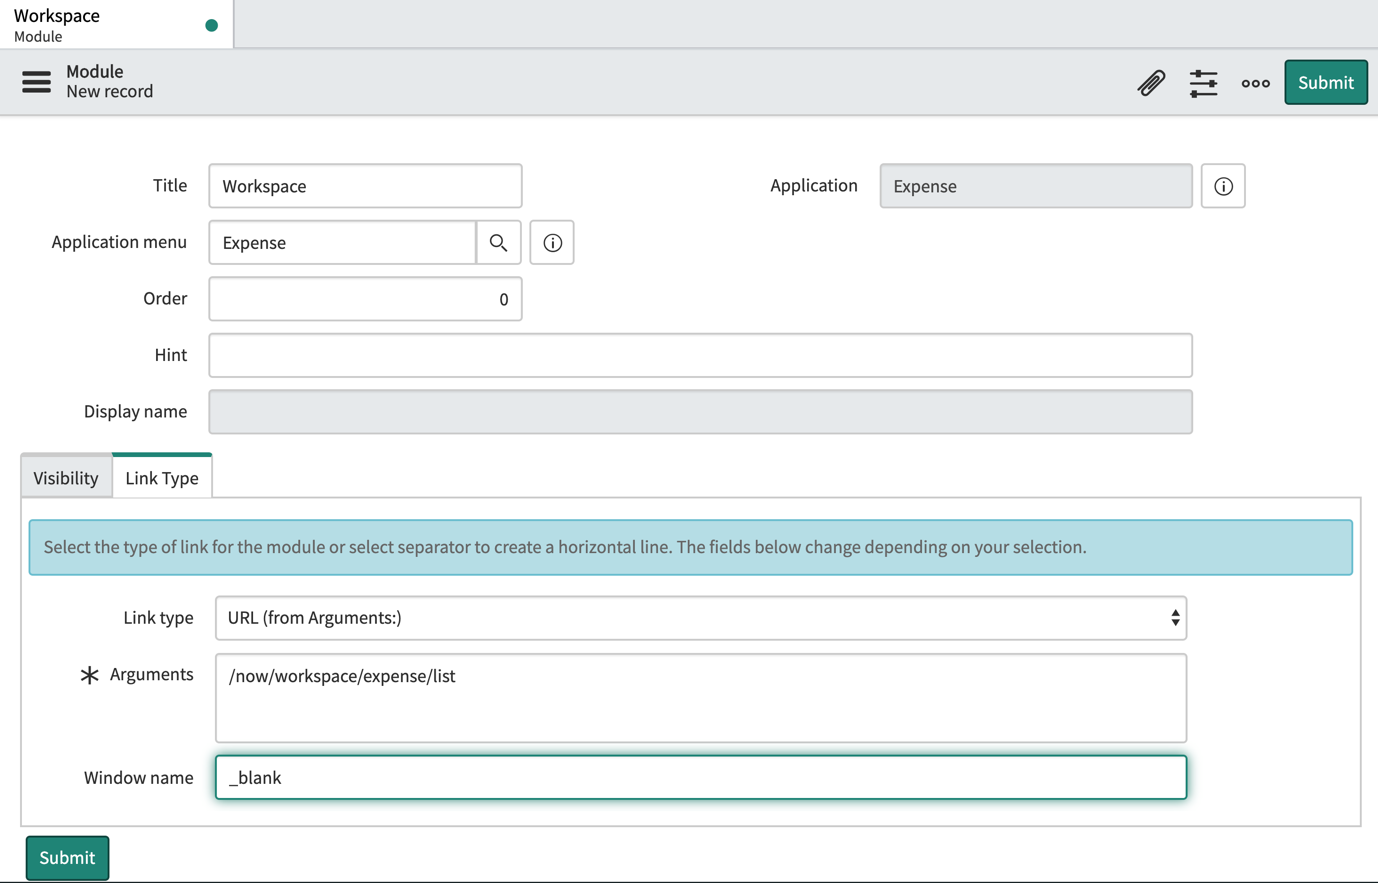 Workspace
Module
Module
New record
Submit
Title
Workspace
Application
Expense
Application menu
Expense
Order
0
Hint
Display name
Visibility
Link Type
Select the type of link for the module or select separator to create a horizontal line. The fields below change depending on your selection.
Link type
URL (from Arguments:)
Arguments
/now/workspace/expense/list
Window name
_blank
Submit